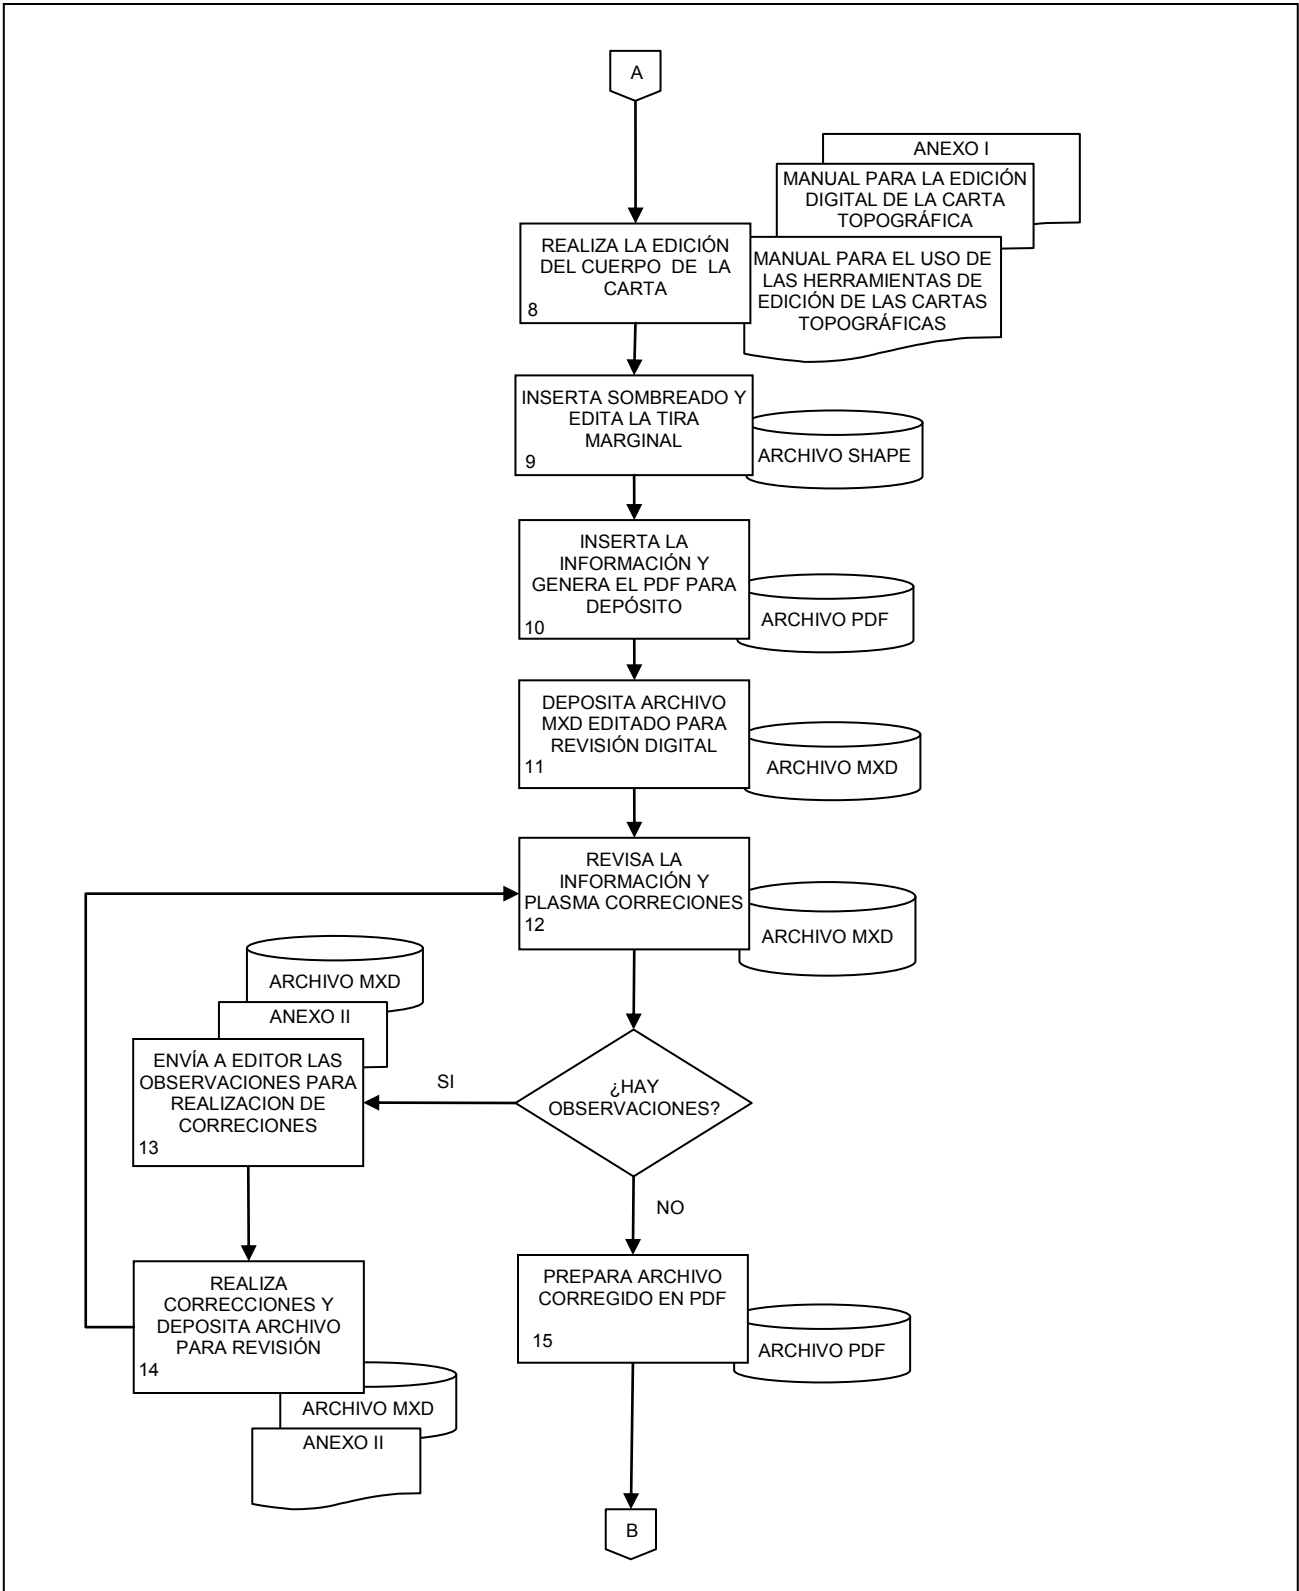 A
ANEXO I
MANUAL PARA LA EDICIÓN
DIGITAL DE LA CARTA
TOPOGRÁFICA
REALIZA LA EDICIÓN
DEL CUERPO DE LA
CARTA
8
MANUAL PARA EL USO DE
LAS HERRAMIENTAS DE
EDICIÓN DE LAS CARTAS
TOPOGRÁFICAS
INSERTA SOMBREADO Y
EDITA LA TIRA
MARGINAL
9
ARCHIVO SHAPE
INSERTA LA
INFORMACIÓN Y
GENERA EL PDF PARA
DEPÓSITO
10
ARCHIVO PDF
DEPOSITA ARCHIVO
MXD EDITADO PARA
REVISIÓN DIGITAL
11
ARCHIVO MXD
REVISA LA
INFORMACIÓN Y
PLASMA CORRECIONES
12
ARCHIVO MXD
ARCHIVO MXD
ANEXO II
ENVÍA A EDITOR LAS
OBSERVACIONES PARA
REALIZACION DE
CORRECIONES
13
SI
¿HAY
OBSERVACIONES?
NO
REALIZA
CORRECCIONES Y
DEPOSITA ARCHIVO
PARA REVISIÓN
14
ARCHIVO MXD
ANEXO II
PREPARA ARCHIVO
CORREGIDO EN PDF
15
ARCHIVO PDF
B